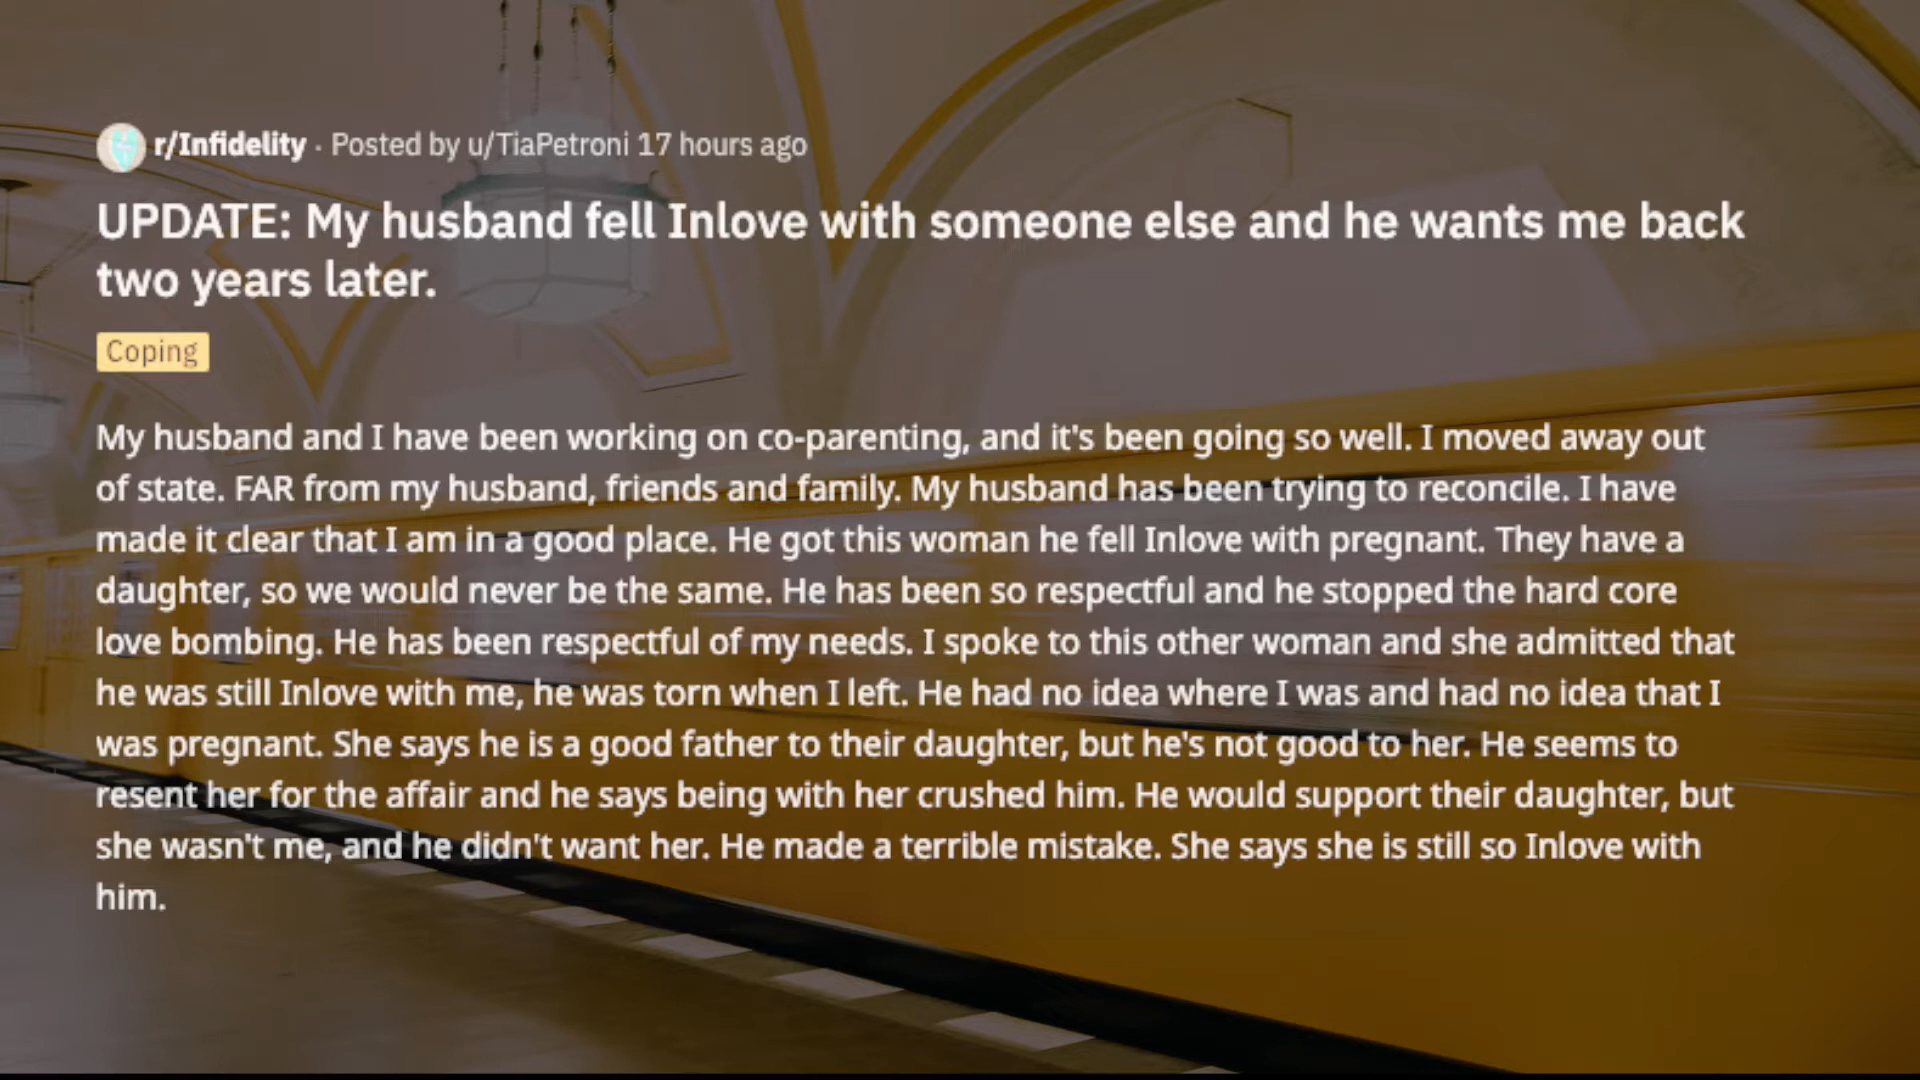 r/Infidelity · Posted by u/TiaPetroni 17 hours ago
UPDATE: My husband fell Inlove with someone else and he wants me back
two years later.
Coping
My husband and I have been working on co-parenting, and it's been going so well. I moved away out
of state. FAR from my husband, friends and family. My husband has been trying to reconcile. I have
made it clear that I am in a good place. He got this woman he fell Inlove with pregnant. They have a
daughter, so we would never be the same. He has been so respectful and he stopped the hard core
love bombing. He has been respectful of my needs. I spoke to this other woman and she admitted that
he was still Inlove with me, he was torn when I left. He had no idea where I was and had no idea that I
was pregnant. She says he is a good father to their daughter, but he's not good to her. He seems to
resent her for the affair and he says being with her crushed him. He would support their daughter, but
she wasn't me, and he didn't want her. He made a terrible mistake. She says she is still so Inlove with
him.